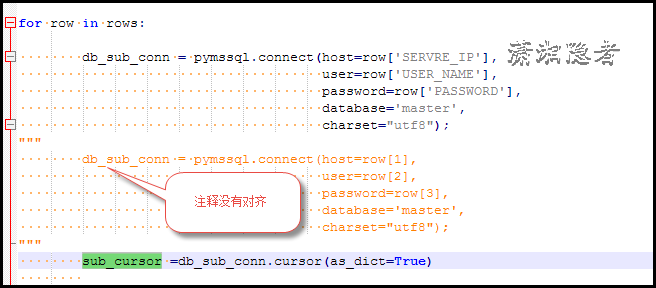 for row in rows:
db_sub_conn = pymssql.connect(host=row['SERVRE_IP'],
user=row['USER_NAME'],
password=row['PASSWORD'],
database='master',
charset="utf8");
潇湘隐者
"""
db_sub_conn = pymssql.connect(host=row[1],
user=row[2],
password=row[3],
database='master',
charset="utf8");
注释没有对齐
"""
sub_cursor =db_sub_conn.cursor(as_dict=True)